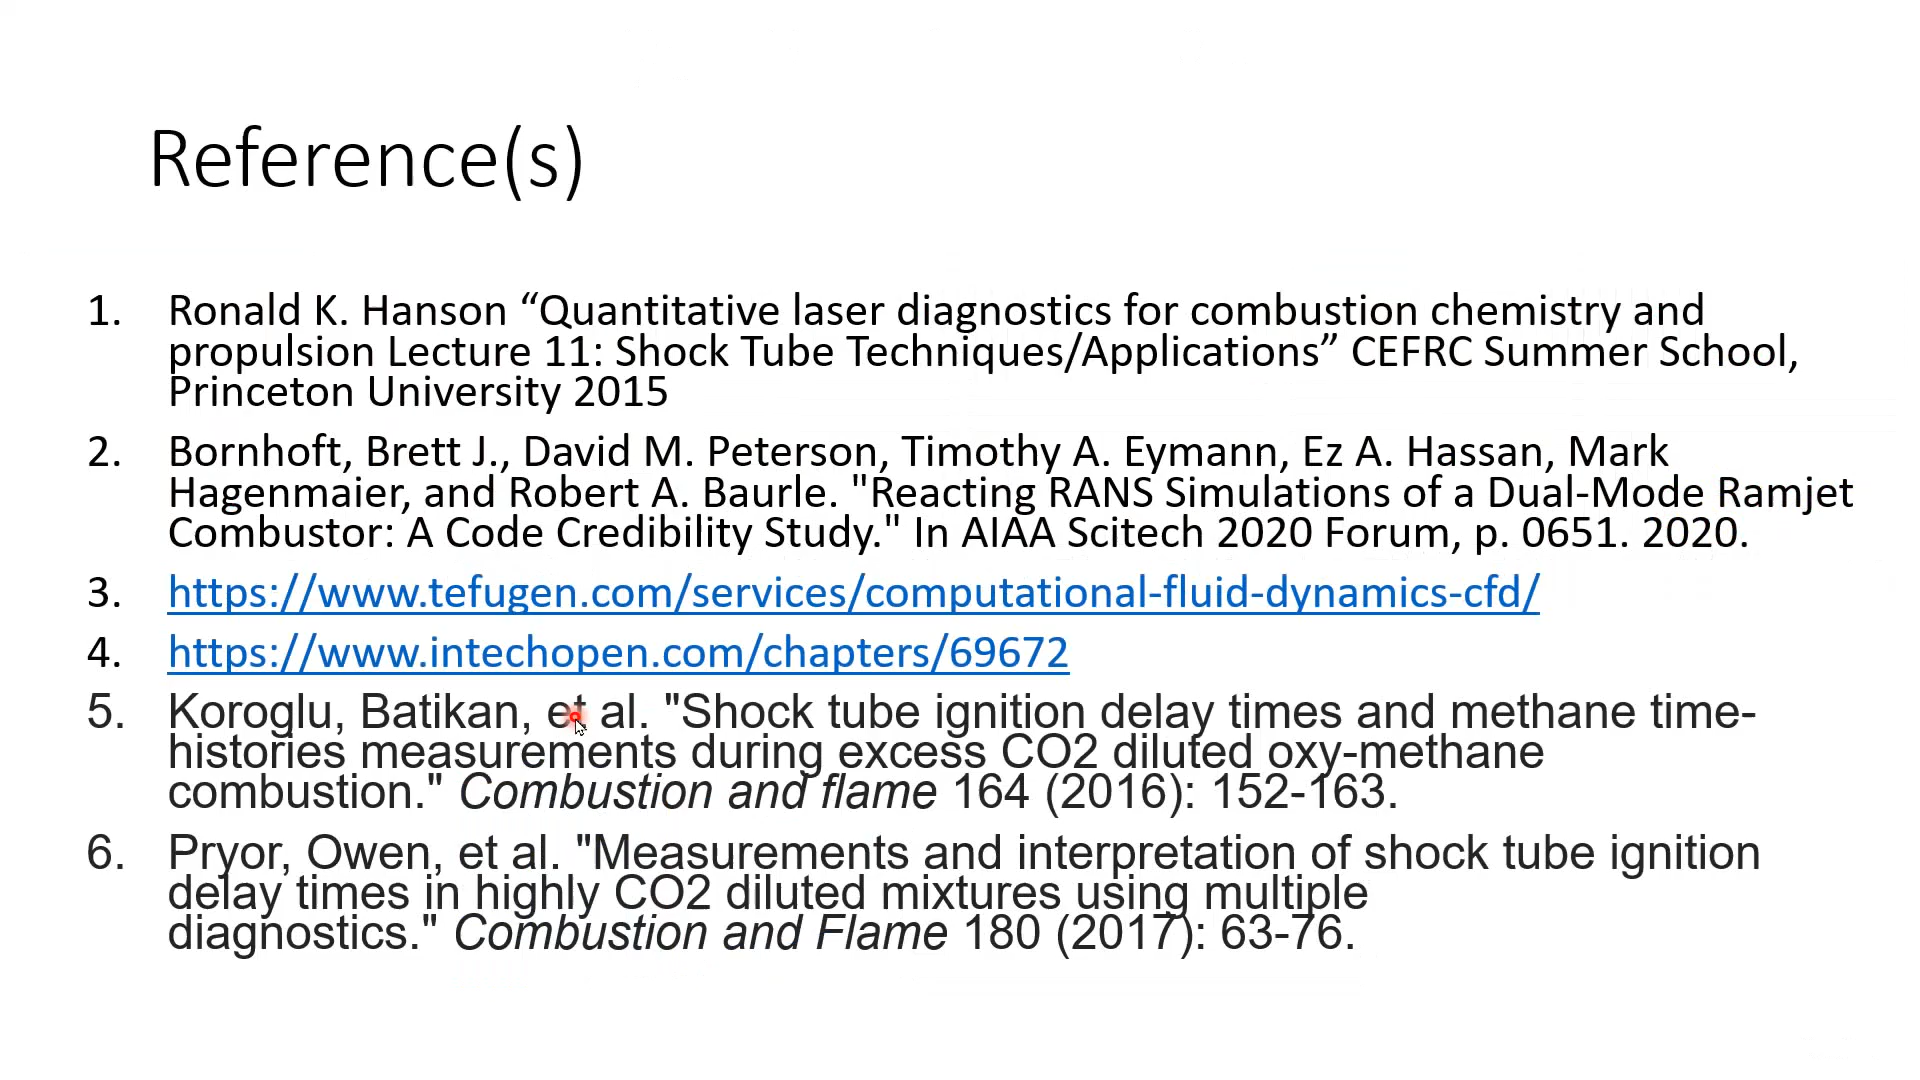 Reference(s)
1. Ronald K. Hanson “Quantitative laser diagnostics for combustion chemistry and
propulsion Lecture 11: Shock Tube Techniques/Applications” CEFRC Summer School,
Princeton University 2015
2. Bornhoft, Brett J., David M. Peterson, Timothy A. Eymann, Ez A. Hassan, Mark
Hagenmaier, and Robert A. Baurle. "Reacting RANS Simulations of a Dual-Mode Ramjet
Combustor: A Code Credibility Study." In AIAA Scitech 2020 Forum, p. 0651. 2020.
3. https://www.tefugen.com/services/computational-fluid-dynamics-cfd/
4. https://www.intechopen.com/chapters/69672
5. Koroglu, Batikan, et al. "Shock tube ignition delay times and methane time-
histories measurements during excess CO2 diluted oxy-methane
combustion." Combustion and flame 164 (2016): 152-163.
6. Pryor, Owen, et al. "Measurements and interpretation of shock tube ignition
delay times in highly CO2 diluted mixtures using multiple
diagnostics." Combustion and Flame 180 (2017): 63-76.